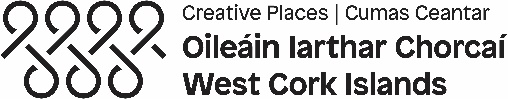 Creative Places | Cumas Ceantar
Oileáin Iarthar Chorcaí
West Cork Islands